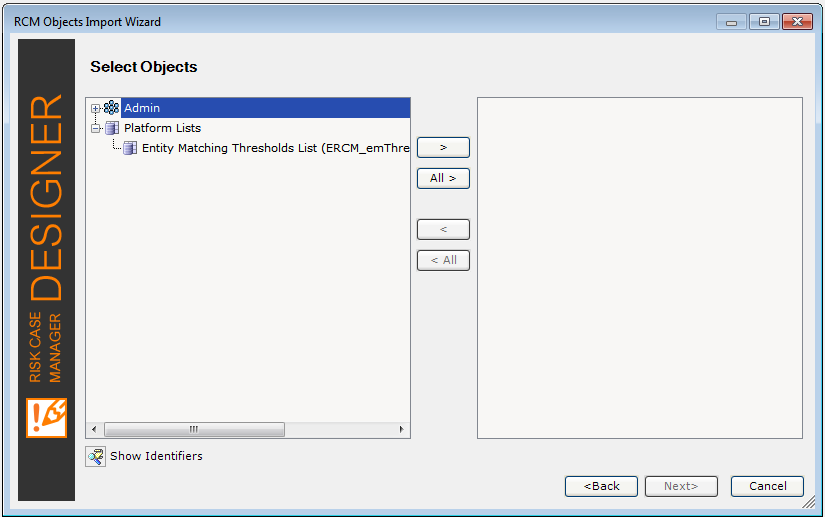 RCM Objects Import Wizard
RISK CASE
MANAGER
DESIGNER
Select Objects
Admin
Platform Lists
Entity Matching Thresholds List (ERCM_emThre
>
All >
<
< All
Show Identifiers
<Back
Next>
Cancel